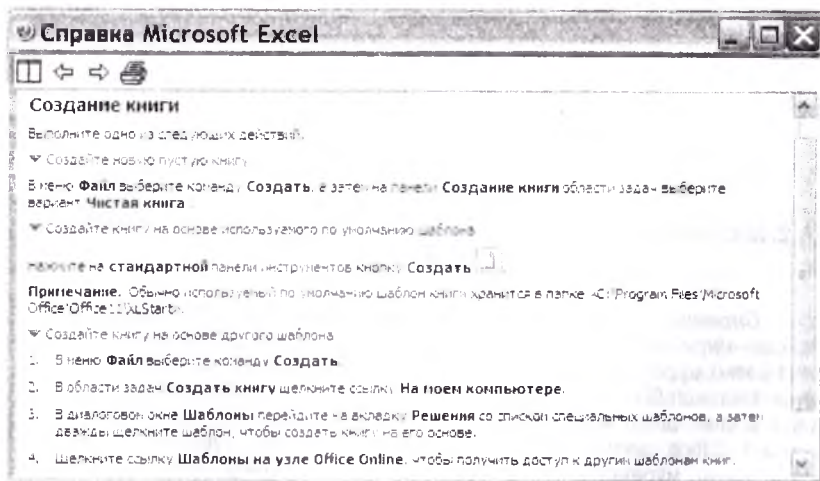 Справка Microsoft Excel
Создание книги
Выполните одно из следующих действий.
Создайте новую пустую книгу
В меню Файл выберите команду Создать, а затем на панели Создание книги области задач выберите
вариант Чистая книга.
Создайте книгу на основе используемого по умолчанию шаблона
Нажмите на стандартной панели инструментов кнопку Создать
Примечание. Обычно используемый по умолчанию шаблон книги хранится в папке «C:\Program Files\Microsoft
Office\Office11\XLStart».
Создайте книгу на основе другого шаблона
1. В меню Файл выберите команду Создать.
2. В области задач Создать книгу щелкните ссылку На моем компьютере.
3. В диалоговом окне Шаблоны перейдите на вкладку Решения со списком специальных шаблонов, а затем
дважды щелкните шаблон, чтобы создать книгу на его основе.
4. Щелкните ссылку Шаблоны на узле Office Online, чтобы получить доступ к другим шаблонам книг.